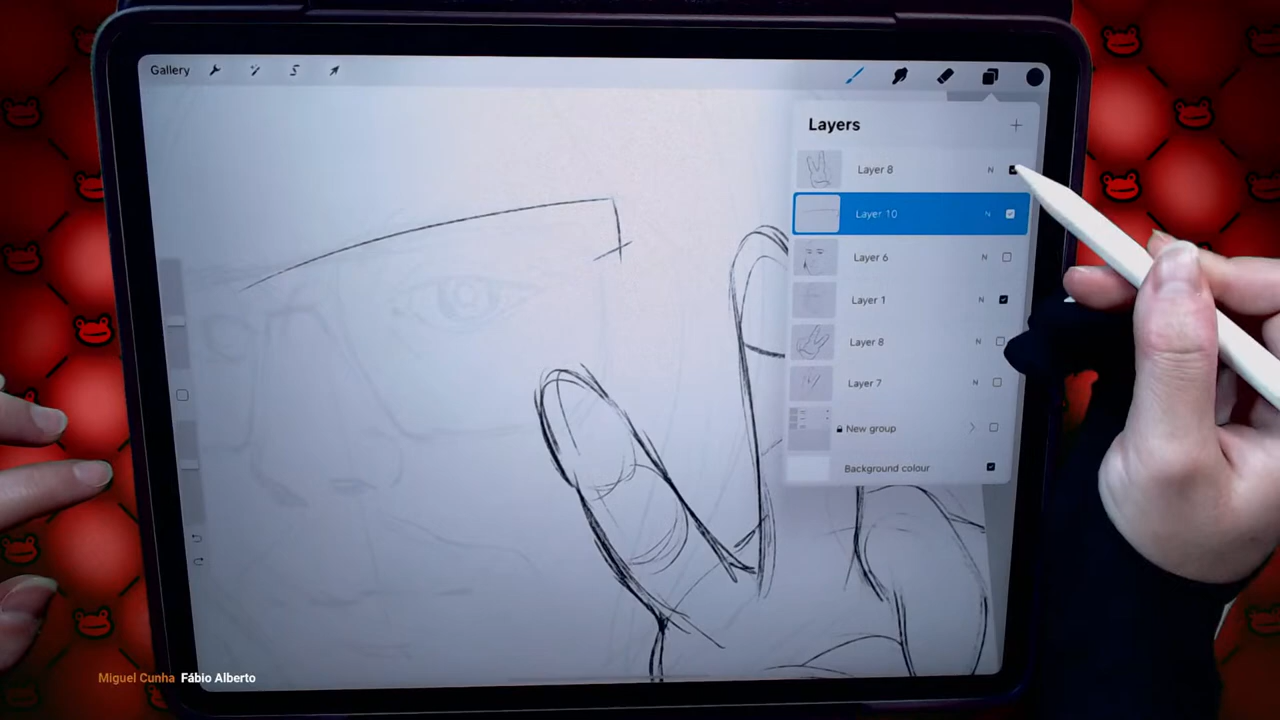 Gallery
Layers
Layer 8 N
Layer 10 N
Layer 6 N
Layer 1 N
Layer 8 N
Layer 7 N
New group
Background colour
Miguel Cunha Fábio Alberto